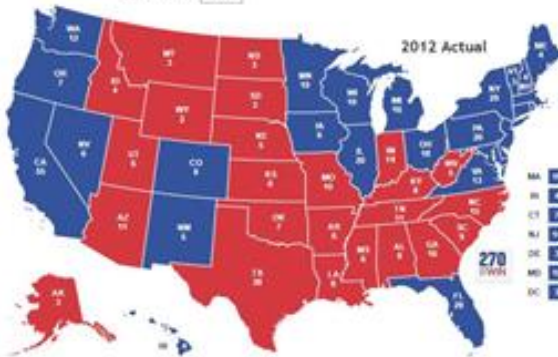 2012 Actual
WA
12
OR
7
CA
55
NV
6
ID
4
MT
3
WY
3
UT
6
CO
9
AZ
11
NM
5
ND
3
SD
3
NE
5
KS
6
OK
7
TX
38
MN
10
IA
6
MO
10
AR
6
LA
8
WI
10
IL
20
MI
16
IN
11
OH
18
KY
8
TN
11
MS
6
AL
9
GA
16
FL
29
SC
9
NC
15
VA
13
WV
5
PA
20
NY
29
VT
ME
4
AK
3
HI
MA
RI
CT
NJ
DE
MD
DC
270
WIN